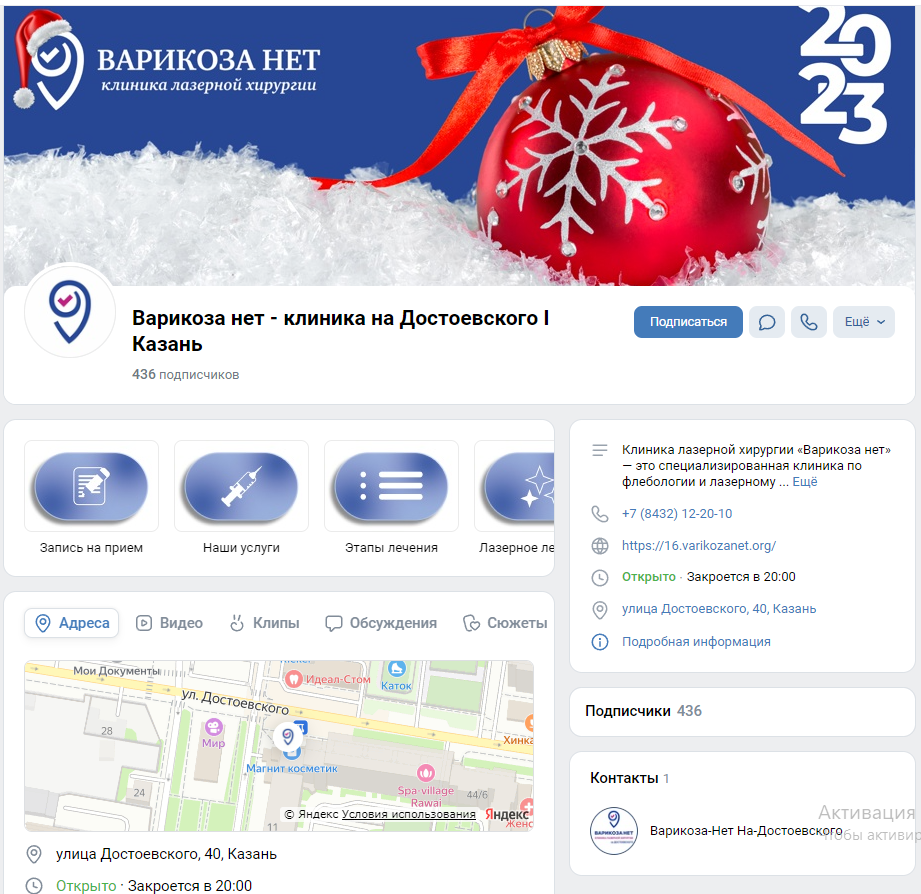 ВАРИКОЗА НЕТ
клиника лазерной хирургии
20
23
Варикоза нет - клиника на Достоевского I
Казань
436 подписчиков
Подписаться
Ещё
Запись на прием
Наши услуги
Этапы лечения
Лазерное ле
Клиника лазерной хирургии «Варикоза нет»
— это специализированная клиника по
флебологии и лазерному ... Ещё
+7 (8432) 12-20-10
https://16.varikozanet.org/
Открыто · Закроется в 20:00
улица Достоевского, 40, Казань
Подробная информация
Адреса
Видео
Клипы
Обсуждения
Сюжеты
Мои Документы
Идеал-Стом
Каток
ул. Достоевского
28
Мир
Хинка
Магнит косметик
Spa-village
Rawai
24
44/6
11
© Яндекс Условия использования
Яндекс
Женс
улица Достоевского, 40, Казань
Открыто · Закроется в 20:00
Подписчики 436
Контакты 1
ВАРИКОЗА НЕТ
Варикоза-Нет На-Достоевского
Активация
обы активир